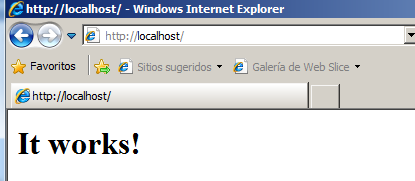 http://localhost/ - Windows Internet Explorer
http://localhost/
Favoritos Sitios sugeridos Galería de Web Slice
http://localhost/
It works!